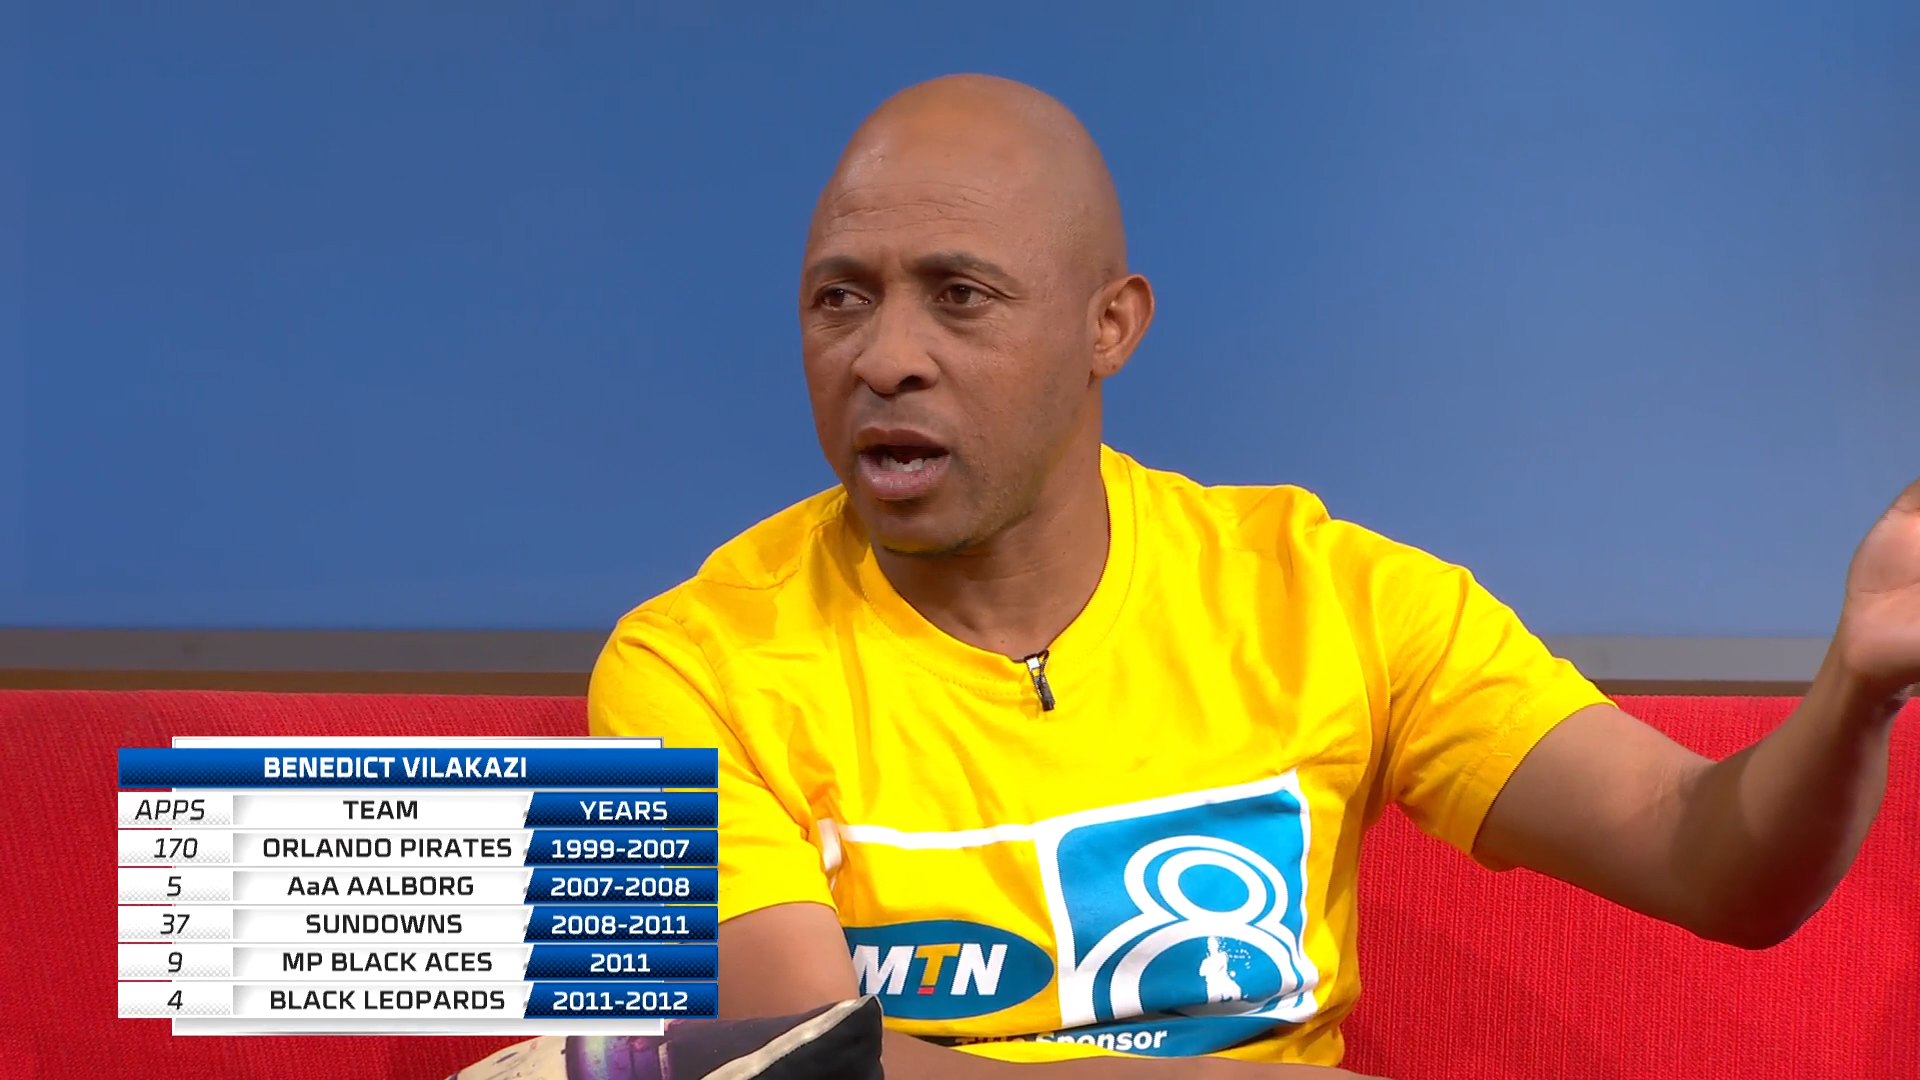 BENEDICT VILAKAZI
APPS TEAM YEARS
170 ORLANDO PIRATES 1999-2007
5 AaA AALBORG 2007-2008
37 SUNDOWNS 2008-2011
9 MP BLACK ACES 2011
4 BLACK LEOPARDS 2011-2012
8
MTN
Sponsor